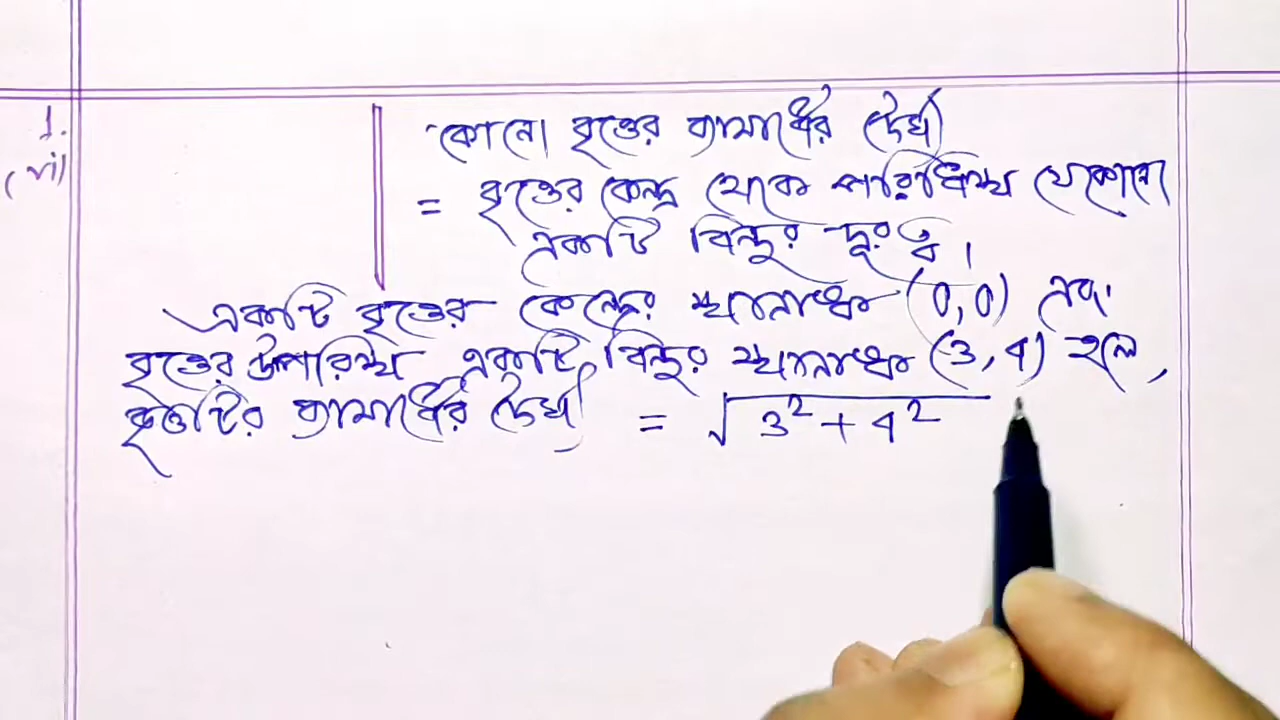 1.
(vi)
কোনো বৃত্তের ব্যাসার্ধের দৈর্ঘ্য
= বৃত্তের কেন্দ্র থেকে পরিধিস্থ যেকোনো
একটি বিন্দুর দূরত্ব।
একটি বৃত্তের কেন্দ্রের স্থানাঙ্ক (0,0) এবং
বৃত্তের উপরিস্থ একটি বিন্দুর স্থানাঙ্ক (3,4) হলে,
বৃত্তটির ব্যাসার্ধের দৈর্ঘ্য = √3² + 4²